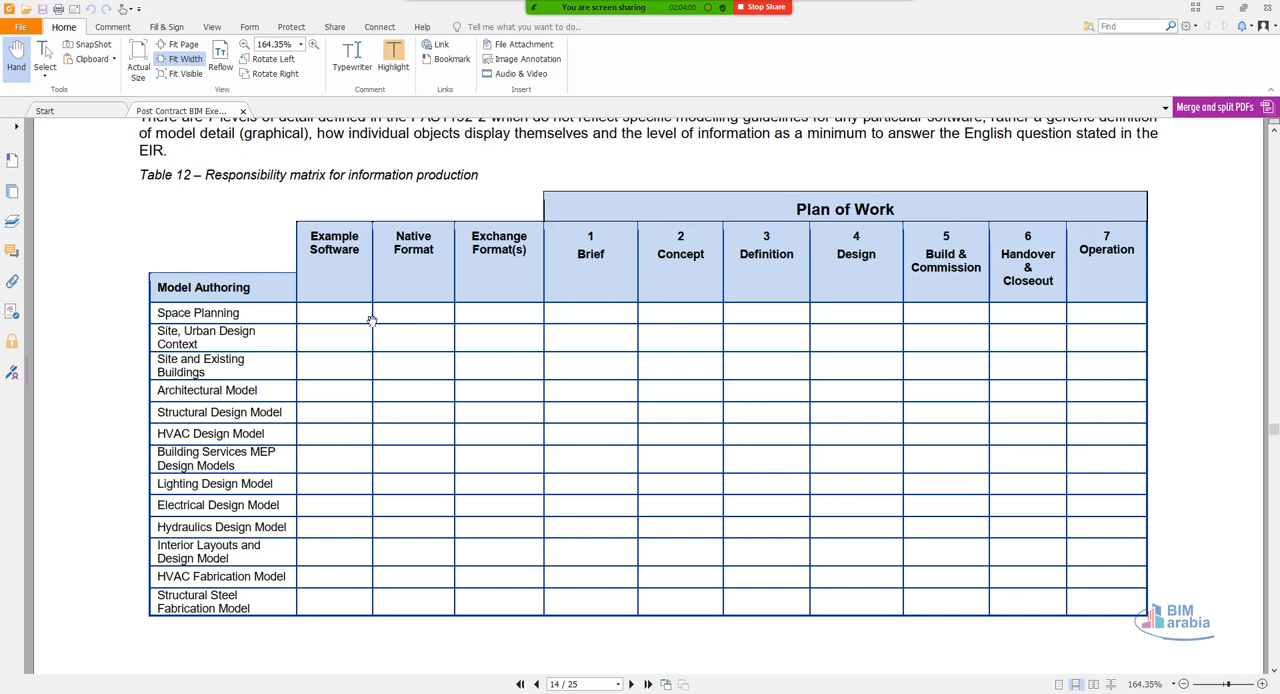 You are screen sharing
02:04:00
Stop Share
File
Home
Comment
Fill & Sign
View
Form
Protect
Share
Connect
Help
Tell me what you want to do..
Find
Hand
Select
SnapShot
Clipboard
Tools
Actual
Size
Fit Page
Fit Width
Fit Visible
Reflow
164.35%
Rotate Left
Rotate Right
View
Typewriter
Highlight
Comment
Link
Bookmark
Links
File Attachment
Image Annotation
Audio & Video
Insert
Start
Post Contract BIM Exe...
Merge and split PDFs
of model detail (graphical), how individual objects display themselves and the level of information as a minimum to answer the English question stated in the
EIR.
Table 12 – Responsibility matrix for information production
Plan of Work
Example
Software
Native
Format
Exchange
Format(s)
1
Brief
2
Concept
3
Definition
4
Design
5
Build &
Commission
6
Handover
&
Closeout
7
Operation
Model Authoring
Space Planning
Site, Urban Design
Context
Site and Existing
Buildings
Architectural Model
Structural Design Model
HVAC Design Model
Building Services MEP
Design Models
Lighting Design Model
Electrical Design Model
Hydraulics Design Model
Interior Layouts and
Design Model
HVAC Fabrication Model
Structural Steel
Fabrication Model
BIM
arabia
14 / 25
164.35%